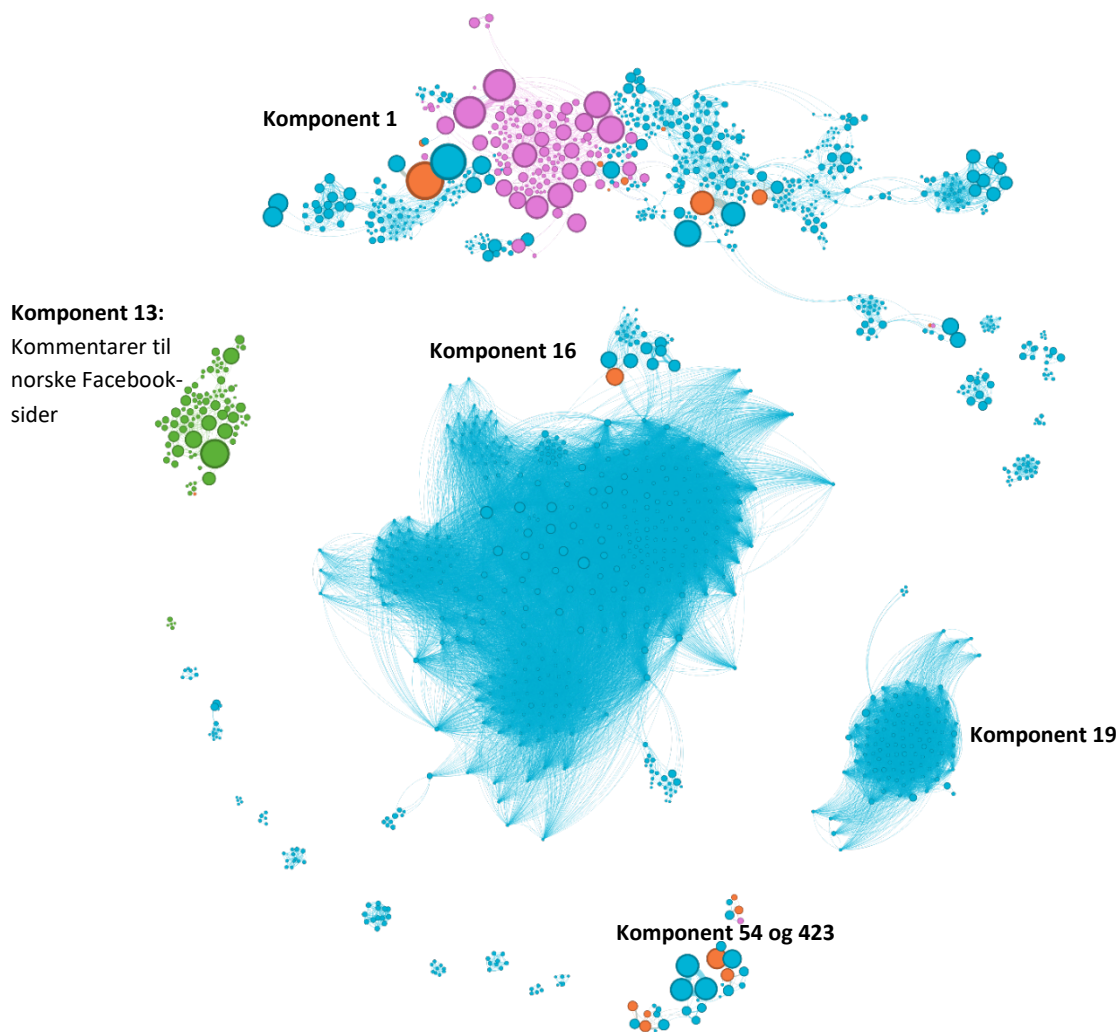 Komponent 1
Komponent 13:
Kommentarer til
norske Facebook-
sider
Komponent 16
Komponent 19
Komponent 54 og 423